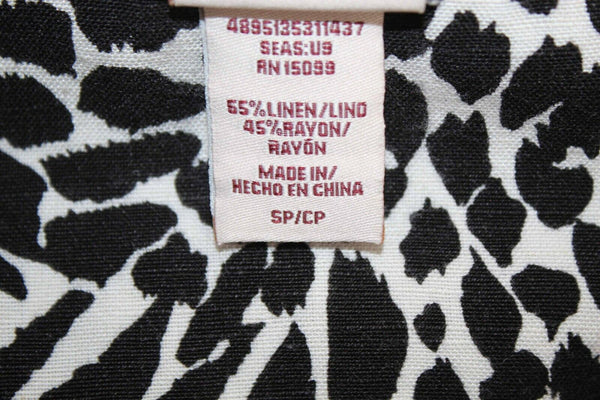 4895135311437
SEAS:U9
RN 15099
55%LINEN/LINO
45%RAYON/
RAYÓN
MADE IN/
HECHO EN CHINA
SP/CP